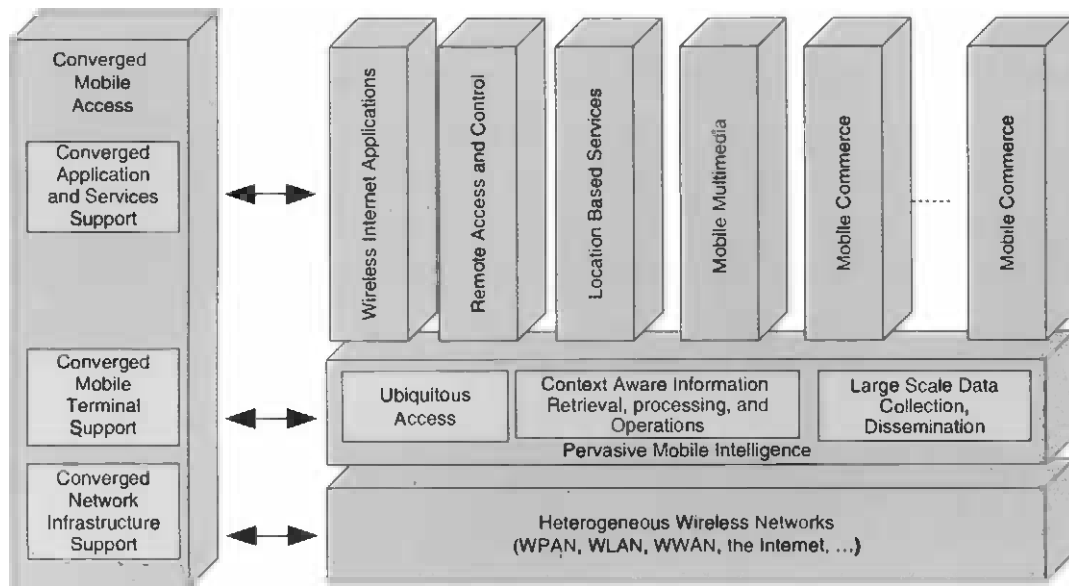 Converged
Mobile
Access
Converged
Application
and Services
Support
Converged
Mobile
Terminal
Support
Converged
Network
Infrastructure
Support
Wireless Internet Applications
Remote Access and Control
Location Based Services
Mobile Multimedia
Mobile Commerce
Mobile Commerce
Ubiquitous
Access
Context Aware Information
Retrieval, processing, and
Operations
Large Scale Data
Collection,
Dissemination
Pervasive Mobile Intelligence
Heterogeneous Wireless Networks
(WPAN, WLAN, WWAN, the Internet, ...)